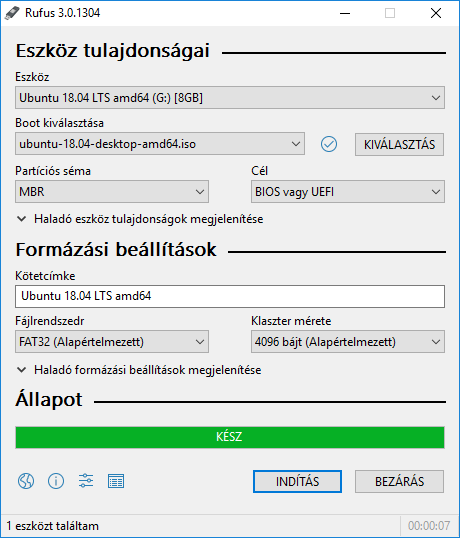 Rufus 3.0.1304
Eszköz tulajdonságai
Eszköz
Ubuntu 18.04 LTS amd64 (G:) [8GB]
Boot kiválasztása
ubuntu-18.04-desktop-amd64.iso
KIVÁLASZTÁS
Partíciós séma
Cél
MBR
BIOS vagy UEFI
Haladó eszköz tulajdonságok megjelenítése
Formázási beállítások
Kötetcímke
Ubuntu 18.04 LTS amd64
Fájlrendszedr
Klaszter mérete
FAT32 (Alapértelmezett)
4096 bájt (Alapértelmezett)
Haladó formázási beállítások megjelenítése
Állapot
KÉSZ
INDÍTÁS
BEZÁRÁS
1 eszközt találtam
00:00:07